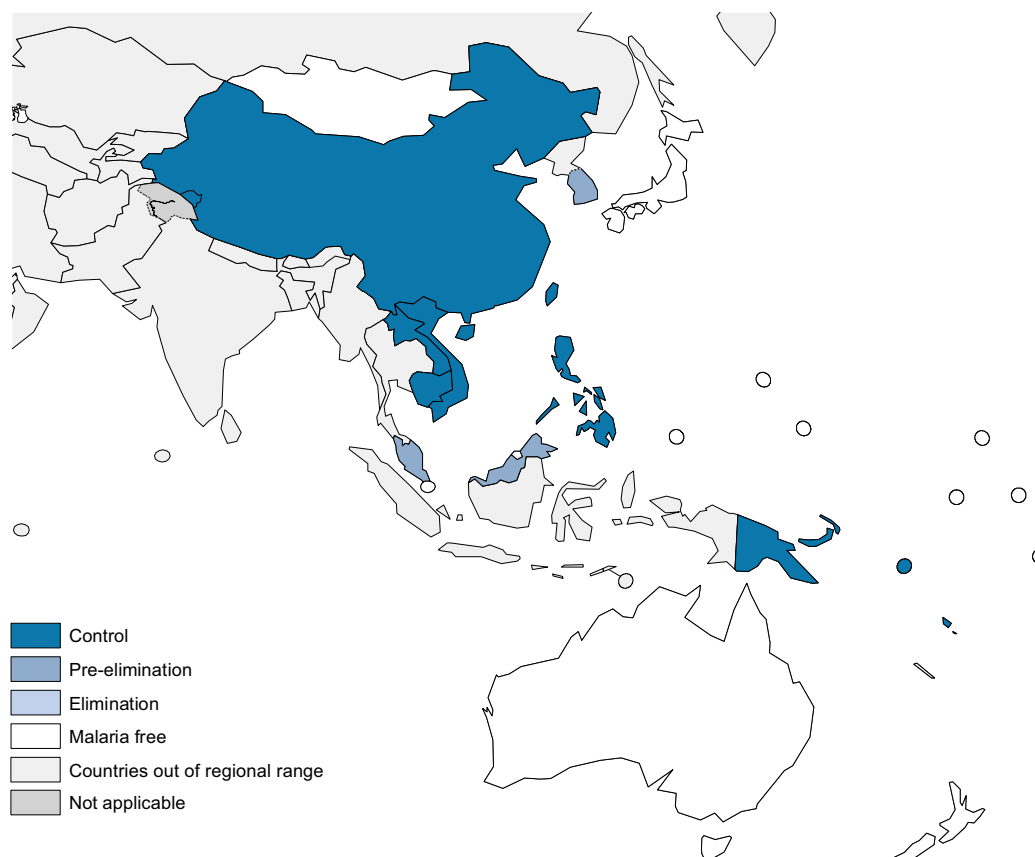 Control
Pre-elimination
Elimination
Malaria free
Countries out of regional range
Not applicable